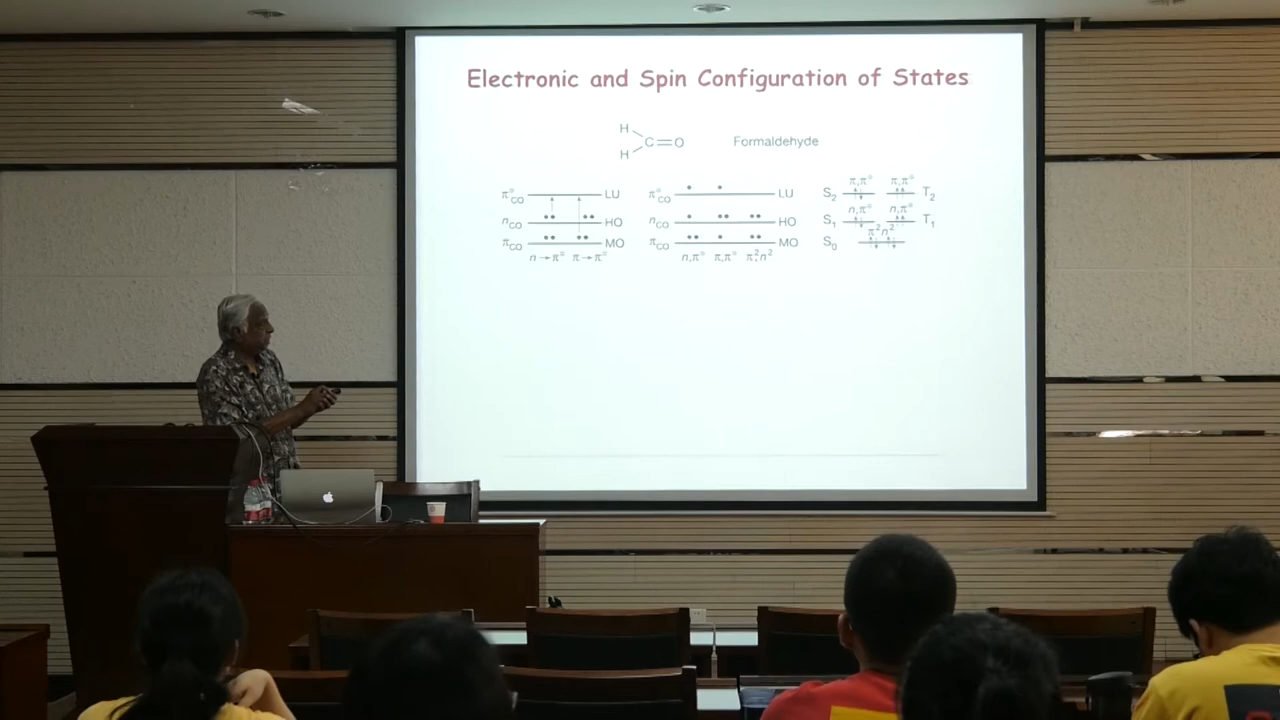 Electronic and Spin Configuration of States
H
C=O
H
Formaldehyde
π*CO LU
nCO HO
πCO MO
n→π* π→π*
π*CO LU
nCO HO
πCO MO
n,π* π,π* π²n²
π,π* π,π*
S₂ T₂
n,π* n,π*
S₁ T₁
π²n²
S₀